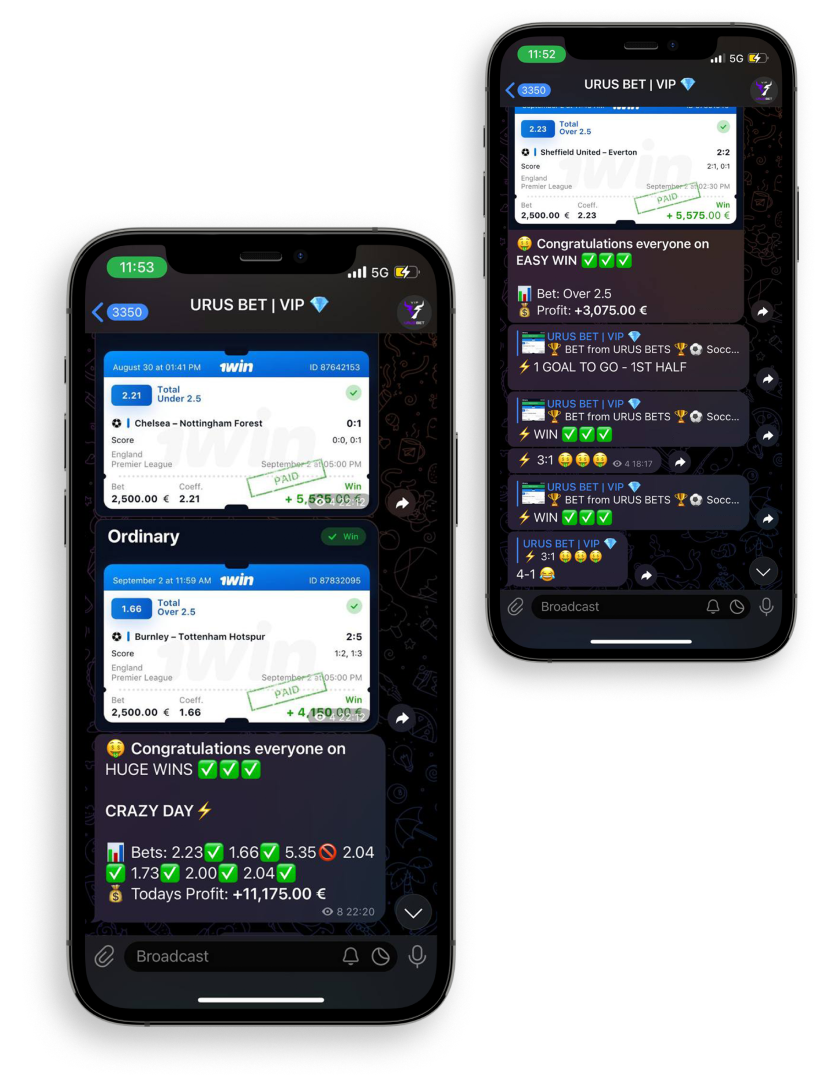 11:53
5G
3350
URUS BET | VIP 💎
August 30 at 01:41 PM 1win ID 87642153
2.21 Total
Under 2.5
Chelsea – Nottingham Forest 0:1
Score 0:0, 0:1
England
Premier League September 2 at 05:00 PM
PAID
Bet Coeff. Win
2,500.00 € 2.21 + 5,525.00 €
4 22:12
Ordinary ✓ Win
September 2 at 11:59 AM 1win ID 87832095
1.66 Total
Over 2.5
Burnley – Tottenham Hotspur 2:5
Score 1:2, 1:3
England
Premier League September 2 at 05:00 PM
PAID
Bet Coeff. Win
2,500.00 € 1.66 + 4,150.00 €
4 22:12
🤑 Congratulations everyone on
HUGE WINS ✅✅✅
CRAZY DAY⚡
📊 Bets: 2.23✅ 1.66✅ 5.35🚫 2.04
✅ 1.73✅ 2.00✅ 2.04✅
💰 Todays Profit: +11,175.00 €
8 22:20
Broadcast
11:52
5G
3350
URUS BET | VIP 💎
1win
2.23 Total
Over 2.5
Sheffield United – Everton 2:2
Score 2:1, 0:1
England
Premier League September 2 at 02:30 PM
PAID
Bet Coeff. Win
2,500.00 € 2.23 + 5,575.00 €
🤑 Congratulations everyone on
EASY WIN ✅✅✅
📊 Bet: Over 2.5
💰 Profit: +3,075.00 €
URUS BET | VIP 💎
🏆 BET from URUS BETS 🏆⚽ Socc...
⚡1 GOAL TO GO - 1ST HALF
URUS BET | VIP 💎
🏆 BET from URUS BETS 🏆⚽ Socc...
⚡WIN ✅✅✅
⚡ 3:1 🤑🤑🤑 4 18:17
URUS BET | VIP 💎
🏆 BET from URUS BETS 🏆⚽ Socc...
⚡WIN ✅✅✅
URUS BET | VIP 💎
⚡ 3:1 🤑🤑🤑
4-1 😂
Broadcast